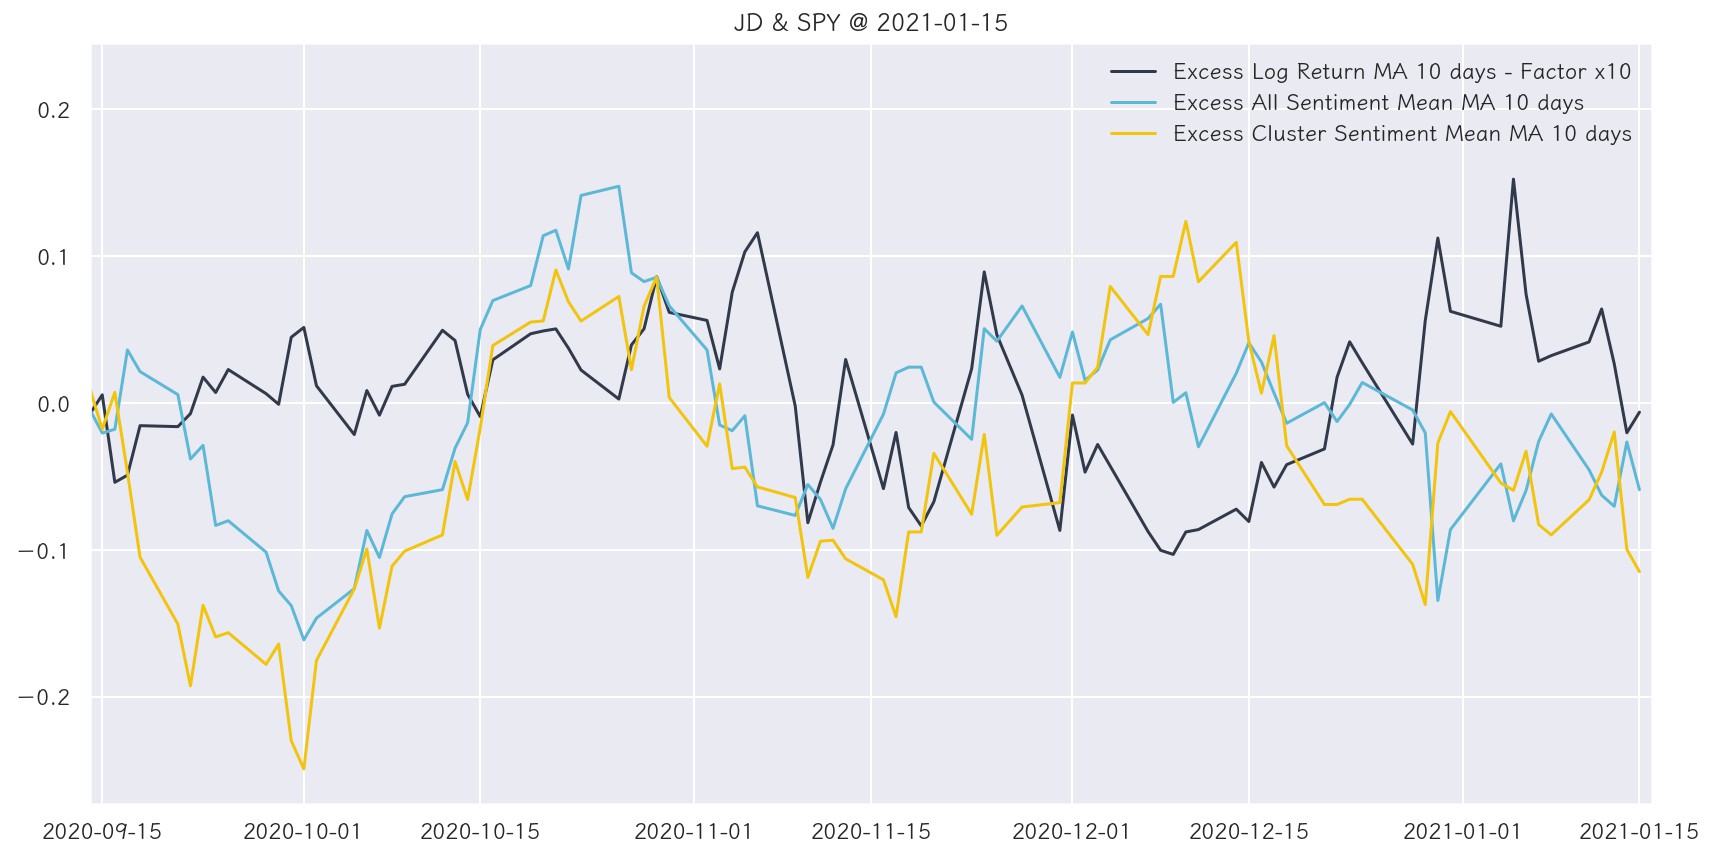 JD & SPY @ 2021-01-15
Excess Log Return MA 10 days - Factor x10
Excess All Sentiment Mean MA 10 days
Excess Cluster Sentiment Mean MA 10 days
0.2
0.1
0.0
−0.1
−0.2
2020-09-15 2020-10-01 2020-10-15 2020-11-01 2020-11-15 2020-12-01 2020-12-15 2021-01-01 2021-01-15